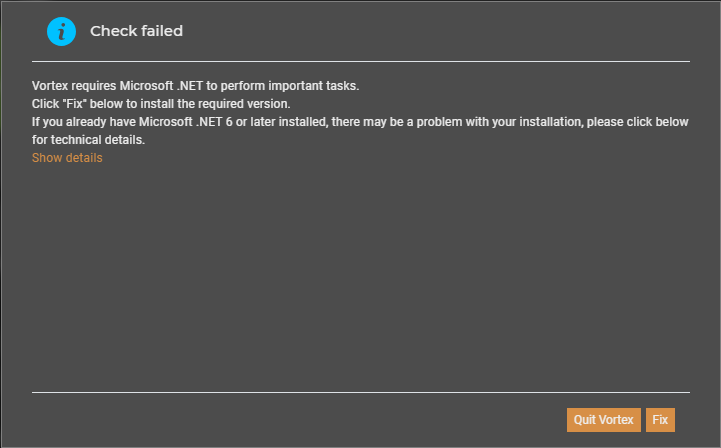 Check failed
Vortex requires Microsoft .NET to perform important tasks.
Click "Fix" below to install the required version.
If you already have Microsoft .NET 6 or later installed, there may be a problem with your installation, please click below
for technical details.
Show details
Quit Vortex
Fix